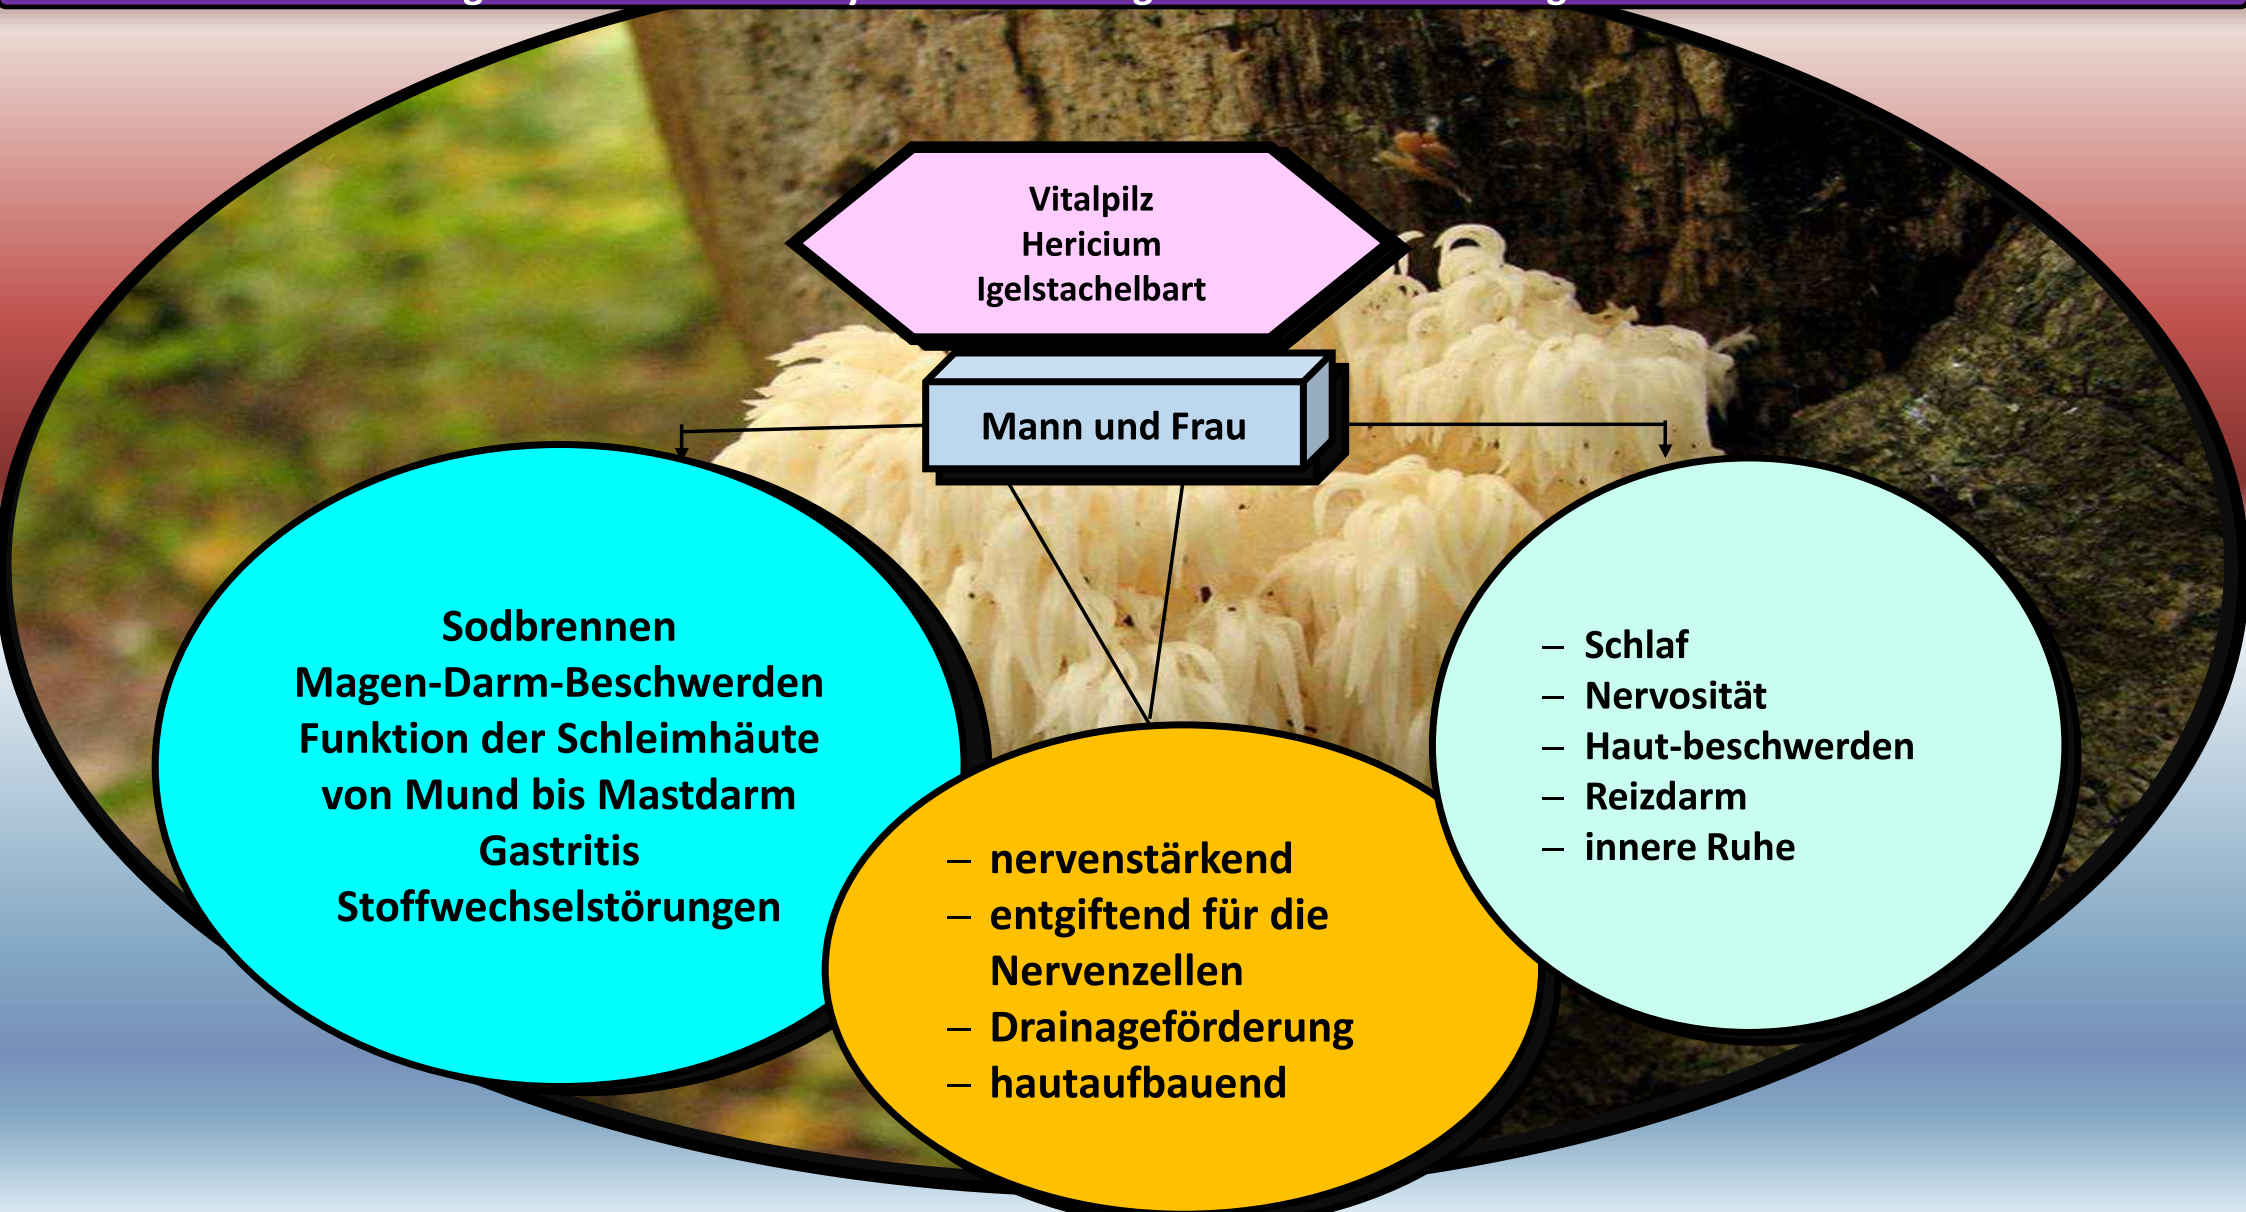 Vitalpilz
Hericium
Igelstachelbart
Mann und Frau
Sodbrennen
Magen-Darm-Beschwerden
Funktion der Schleimhäute
von Mund bis Mastdarm
Gastritis
Stoffwechselstörungen
– nervenstärkend
– entgiftend für die
Nervenzellen
– Drainageförderung
– hautaufbauend
– Schlaf
– Nervosität
– Haut-beschwerden
– Reizdarm
– innere Ruhe